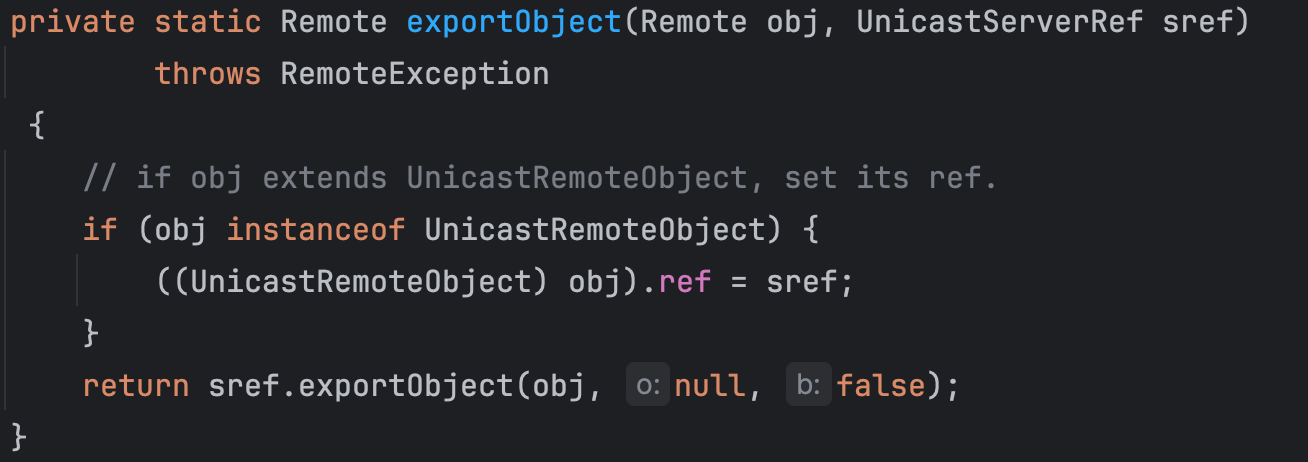 private static Remote exportObject(Remote obj, UnicastServerRef sref)
        throws RemoteException
 {
    // if obj extends UnicastRemoteObject, set its ref.
    if (obj instanceof UnicastRemoteObject) {
        ((UnicastRemoteObject) obj).ref = sref;
    }
    return sref.exportObject(obj, o: null, b: false);
}